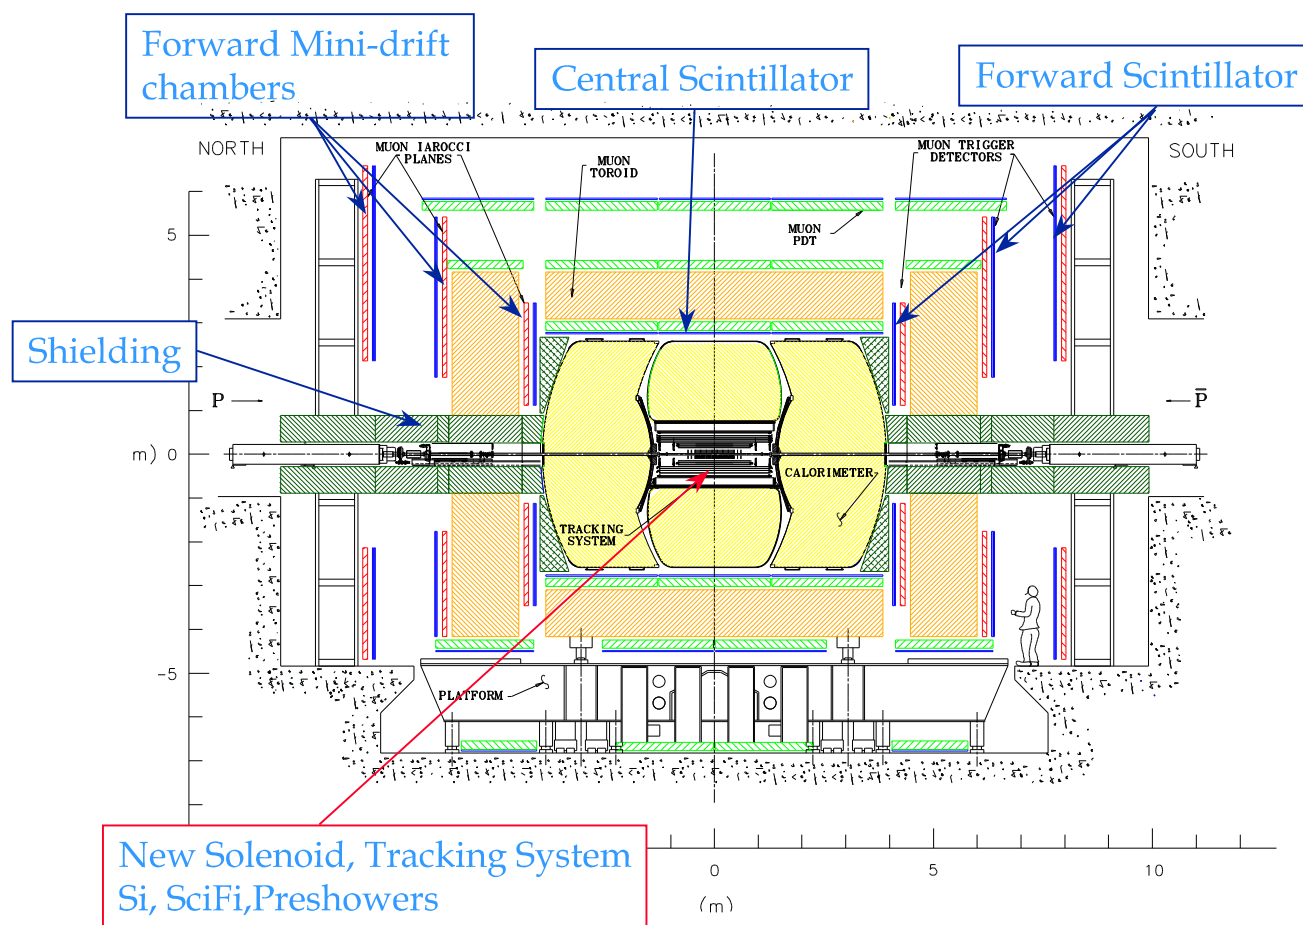 Forward Mini-drift
chambers
Central Scintillator
Forward Scintillator
NORTH
MUON IAROCCI
PLANES
MUON
TOROID
MUON TRIGGER
DETECTORS
SOUTH
5
MUON
PDT
Shielding
P
P̅
m) 0
CALORIMETER
TRACKING
SYSTEM
-5
PLATFORM
New Solenoid, Tracking System
Si, SciFi,Preshowers
0
5
10
(m)